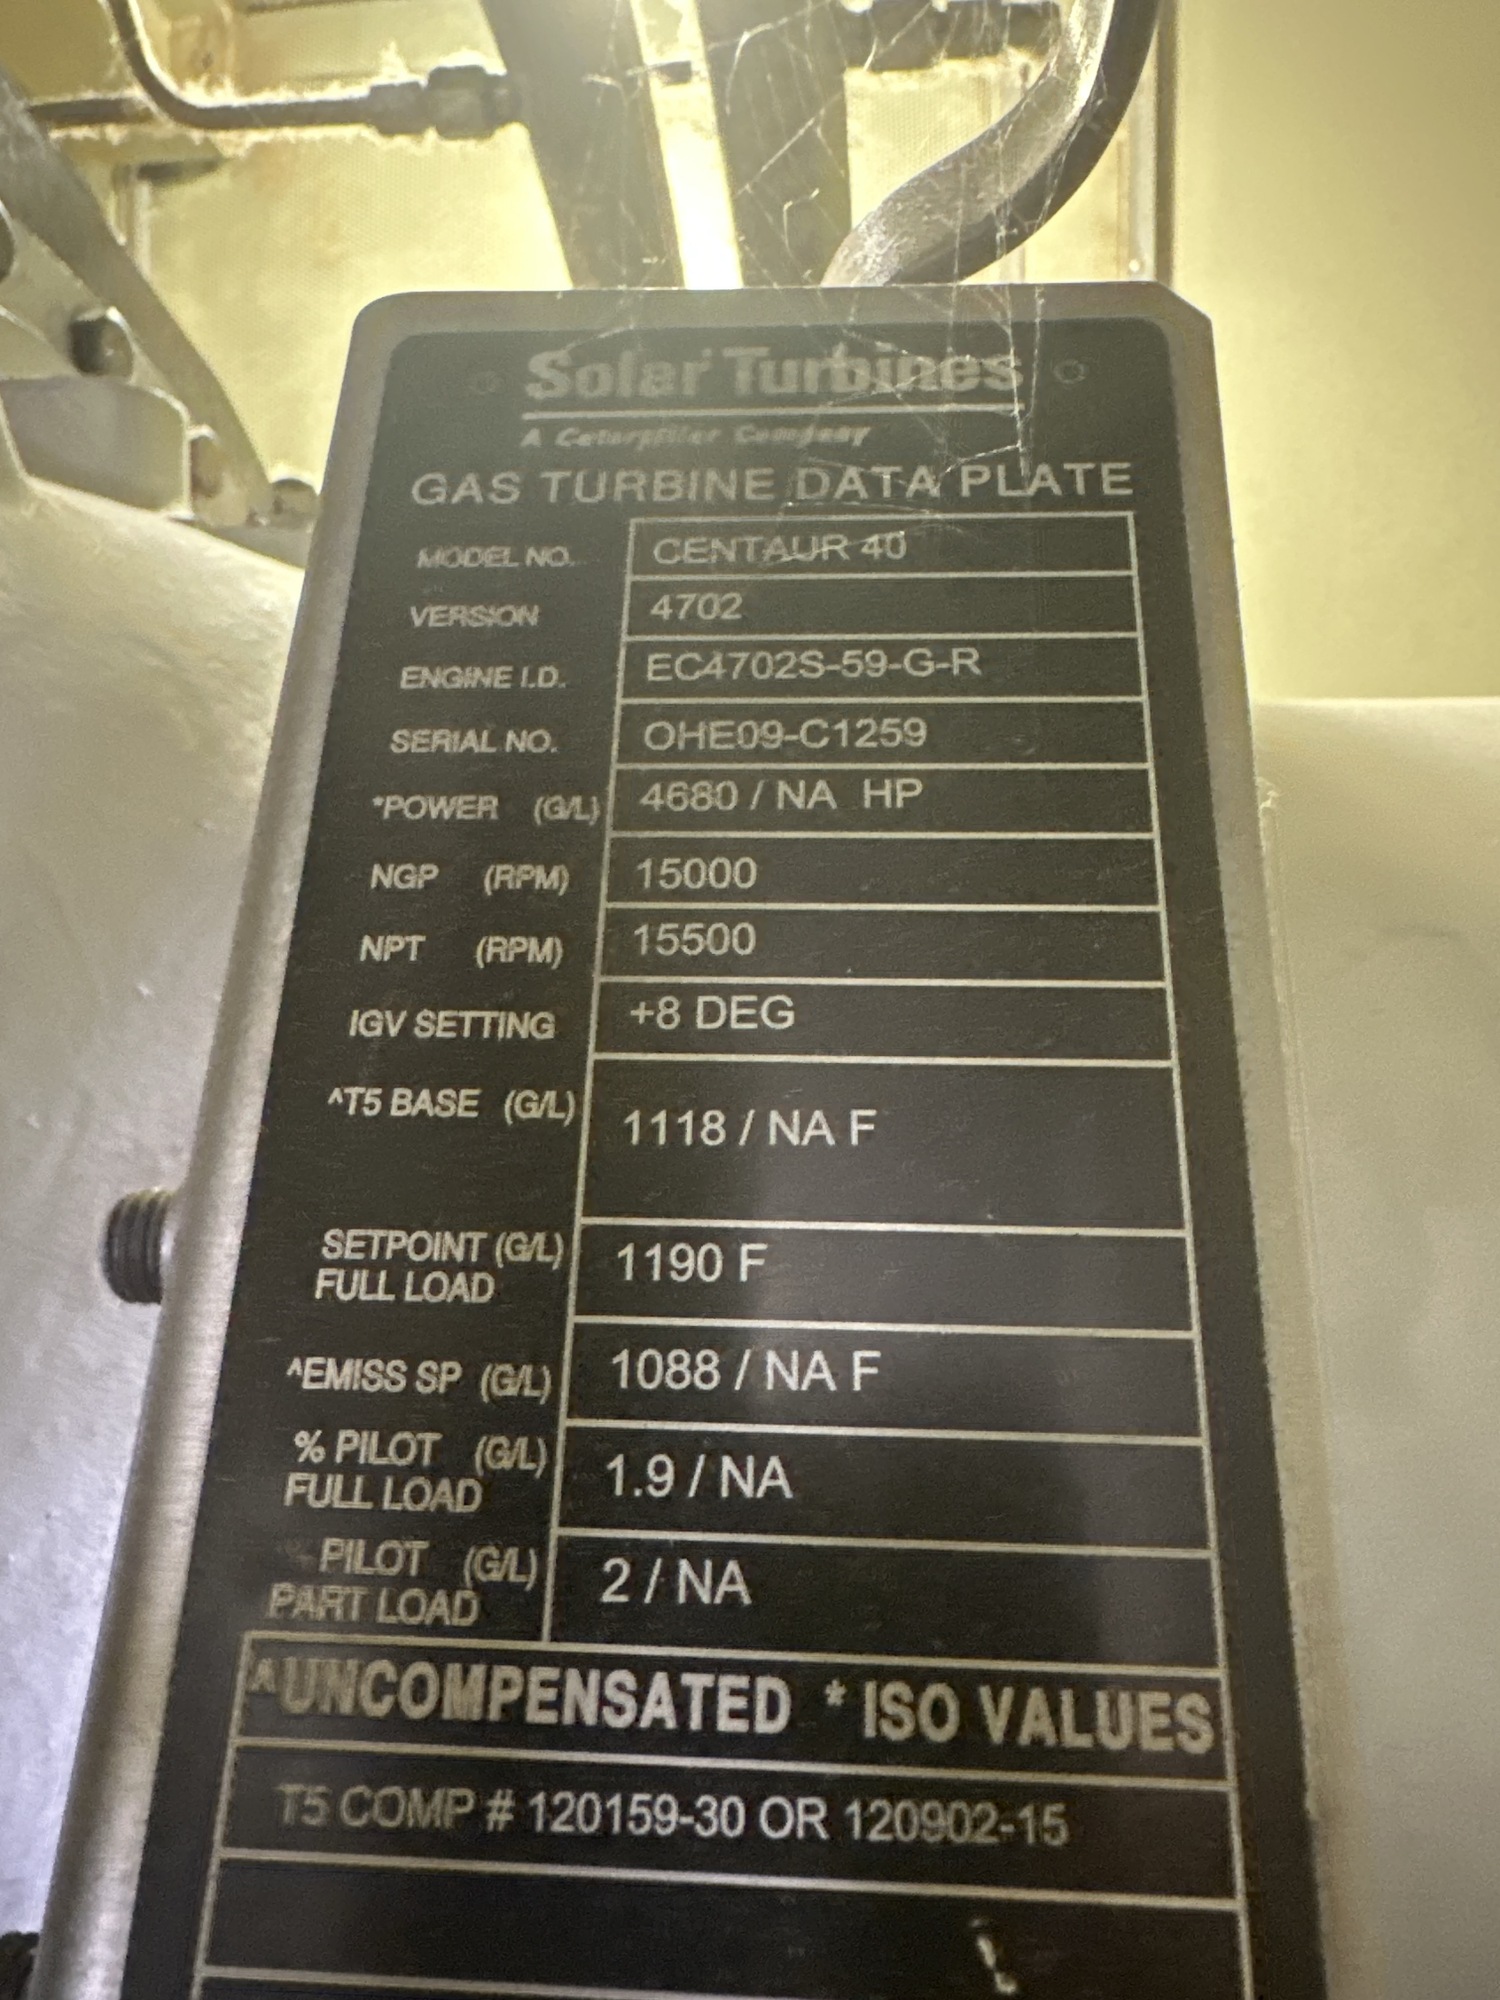 Solar Turbines
A Caterpillar Company
GAS TURBINE DATA PLATE
MODEL NO. CENTAUR 40
VERSION 4702
ENGINE I.D. EC4702S-59-G-R
SERIAL NO. OHE09-C1259
*POWER (G/L) 4680 / NA HP
NGP (RPM) 15000
NPT (RPM) 15500
IGV SETTING +8 DEG
^T5 BASE (G/L) 1118 / NA F
SETPOINT (G/L) 1190 F
FULL LOAD
^EMISS SP (G/L) 1088 / NA F
% PILOT (G/L) 1.9 / NA
FULL LOAD
% PILOT (G/L) 2 / NA
PART LOAD
^UNCOMPENSATED * ISO VALUES
T5 COMP # 120159-30 OR 120902-15